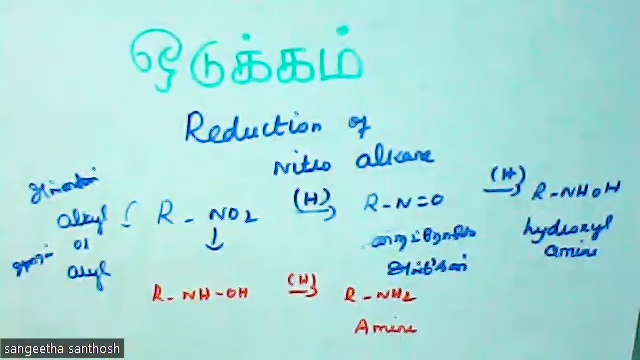 ஒடுக்கம்
Reduction of
nitro alkane
alkyl
or
aryl
R - NO2 (H) R - N=O (H) R - NHOH
hydroxyl
amine
R - NH - OH (H) R - NH2
Amine
sangeetha santhosh